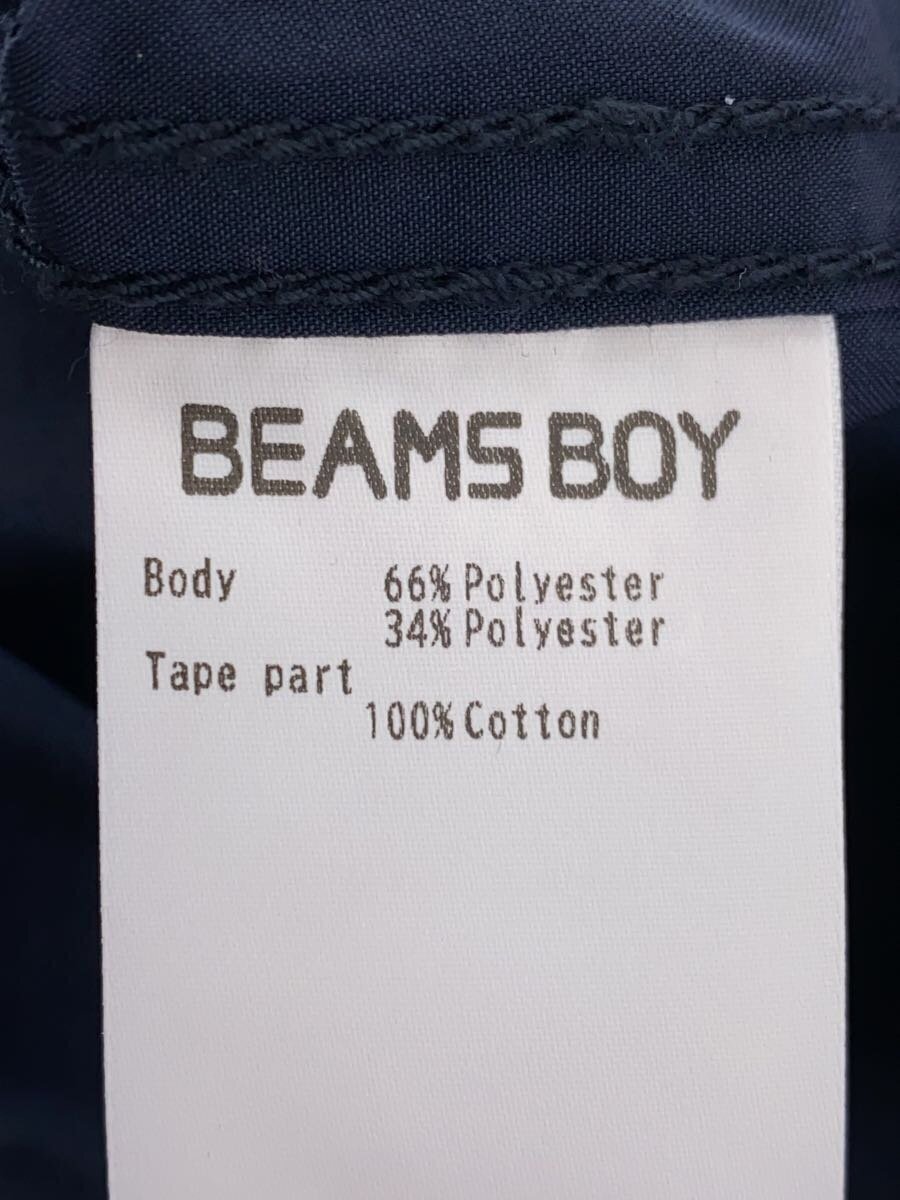 BEAMS BOY
Body 66% Polyester
34% Polyester
Tape part
100% Cotton